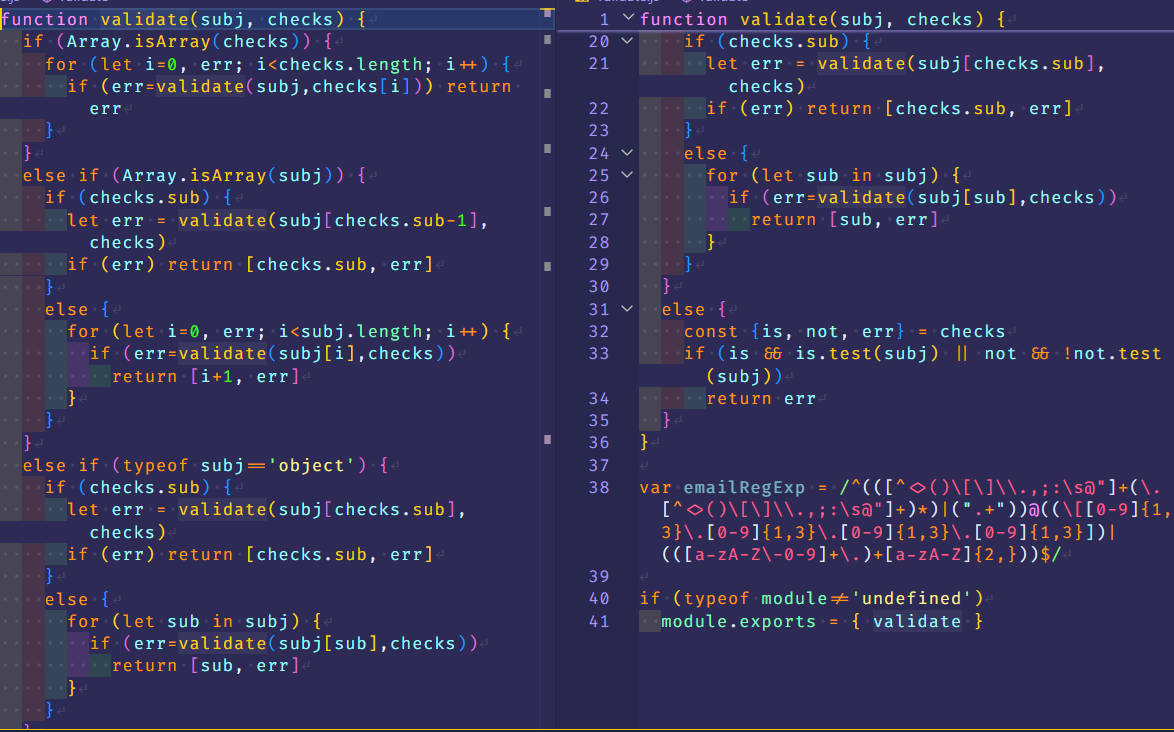 function validate(subj, checks) {
if (Array.isArray(checks)) {
for (let i=0, err; i<checks.length; i++) {
if (err=validate(subj,checks[i])) return
err
}
}
else if (Array.isArray(subj)) {
if (checks.sub) {
let err = validate(subj[checks.sub-1],
checks)
if (err) return [checks.sub, err]
}
else {
for (let i=0, err; i<subj.length; i++) {
if (err=validate(subj[i],checks))
return [i+1, err]
}
}
}
else if (typeof subj=='object') {
if (checks.sub) {
let err = validate(subj[checks.sub],
checks)
if (err) return [checks.sub, err]
}
else {
for (let sub in subj) {
if (err=validate(subj[sub],checks))
return [sub, err]
}
}
1 function validate(subj, checks) {
20 if (checks.sub) {
21 let err = validate(subj[checks.sub],
checks)
22 if (err) return [checks.sub, err]
23 }
24 else {
25 for (let sub in subj) {
26 if (err=validate(subj[sub],checks))
27 return [sub, err]
28 }
29 }
30 }
31 else {
32 const {is, not, err} = checks
33 if (is && is.test(subj) || not && !not.test
(subj))
34 return err
35 }
36 }
37
38 var emailRegExp = /^(([^<>()\[\]\\.,;:\s@"]+(\.
[^<>()\[\]\\.,;:\s@"]+)*)|(".+"))@((\[[0-9]{1,
3}\.[0-9]{1,3}\.[0-9]{1,3}\.[0-9]{1,3}])|
(([a-zA-Z\-0-9]+\.)+[a-zA-Z]{2,}))$/
39
40 if (typeof module!='undefined')
41 module.exports = { validate }